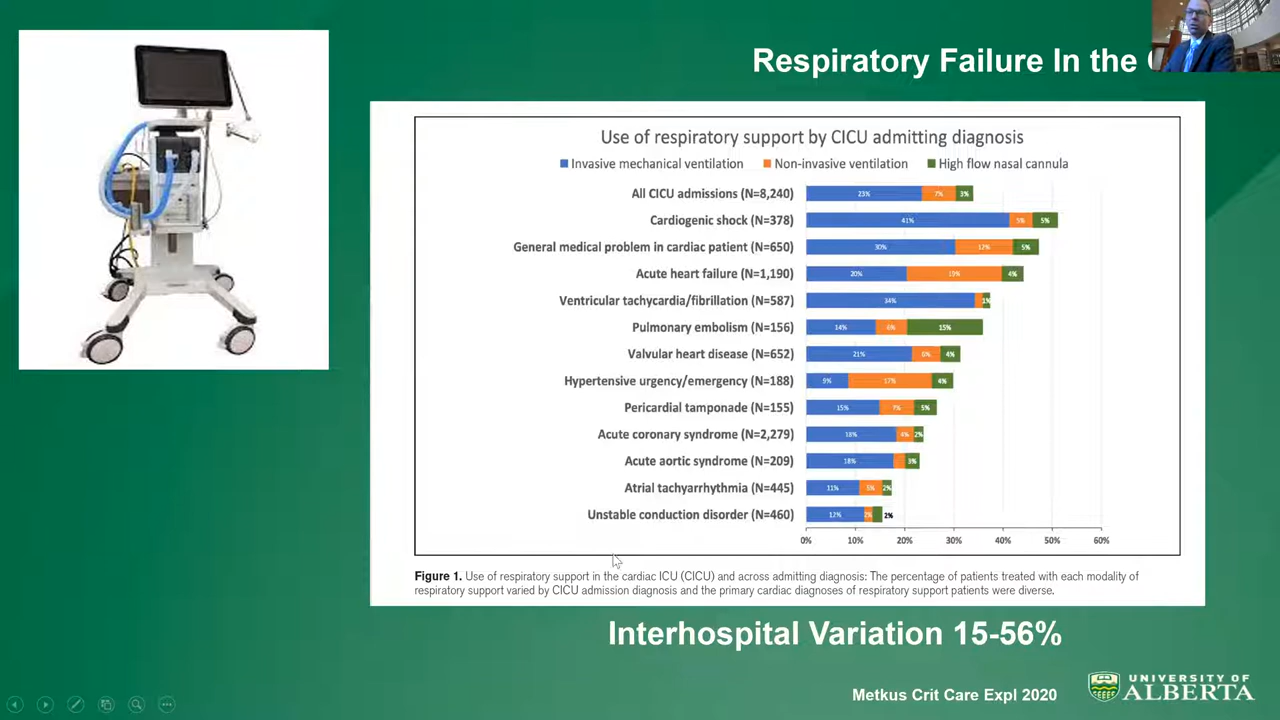 Respiratory Failure In the
Use of respiratory support by CICU admitting diagnosis
Invasive mechanical ventilation Non-invasive ventilation High flow nasal cannula
All CICU admissions (N=8,240) 23% 7% 3%
Cardiogenic shock (N=378) 41% 5% 5%
General medical problem in cardiac patient (N=650) 30% 12% 5%
Acute heart failure (N=1,190) 20% 19% 4%
Ventricular tachycardia/fibrillation (N=587) 34% 1%
Pulmonary embolism (N=156) 14% 6% 15%
Valvular heart disease (N=652) 21% 6% 4%
Hypertensive urgency/emergency (N=188) 9% 17% 4%
Pericardial tamponade (N=155) 15% 7% 5%
Acute coronary syndrome (N=2,279) 18% 4% 2%
Acute aortic syndrome (N=209) 18% 3%
Atrial tachyarrhythmia (N=445) 11% 5% 2%
Unstable conduction disorder (N=460) 12% 2% 2%
0% 10% 20% 30% 40% 50% 60%
Figure 1. Use of respiratory support in the cardiac ICU (CICU) and across admitting diagnosis: The percentage of patients treated with each modality of
respiratory support varied by CICU admission diagnosis and the primary cardiac diagnoses of respiratory support patients were diverse.
Interhospital Variation 15-56%
Metkus Crit Care Expl 2020
UNIVERSITY OF
ALBERTA